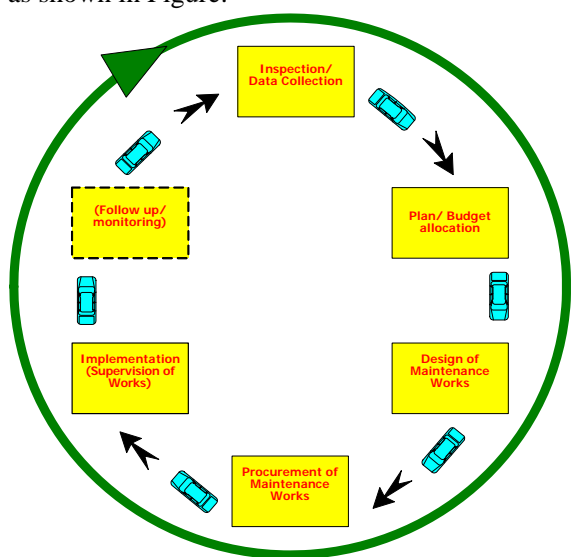 as shown in Figure.
Inspection/
Data Collection
Plan/ Budget
allocation
Design of
Maintenance
Works
Procurement of
Maintenance
Works
Implementation
(Supervision of
Works)
(Follow up/
monitoring)